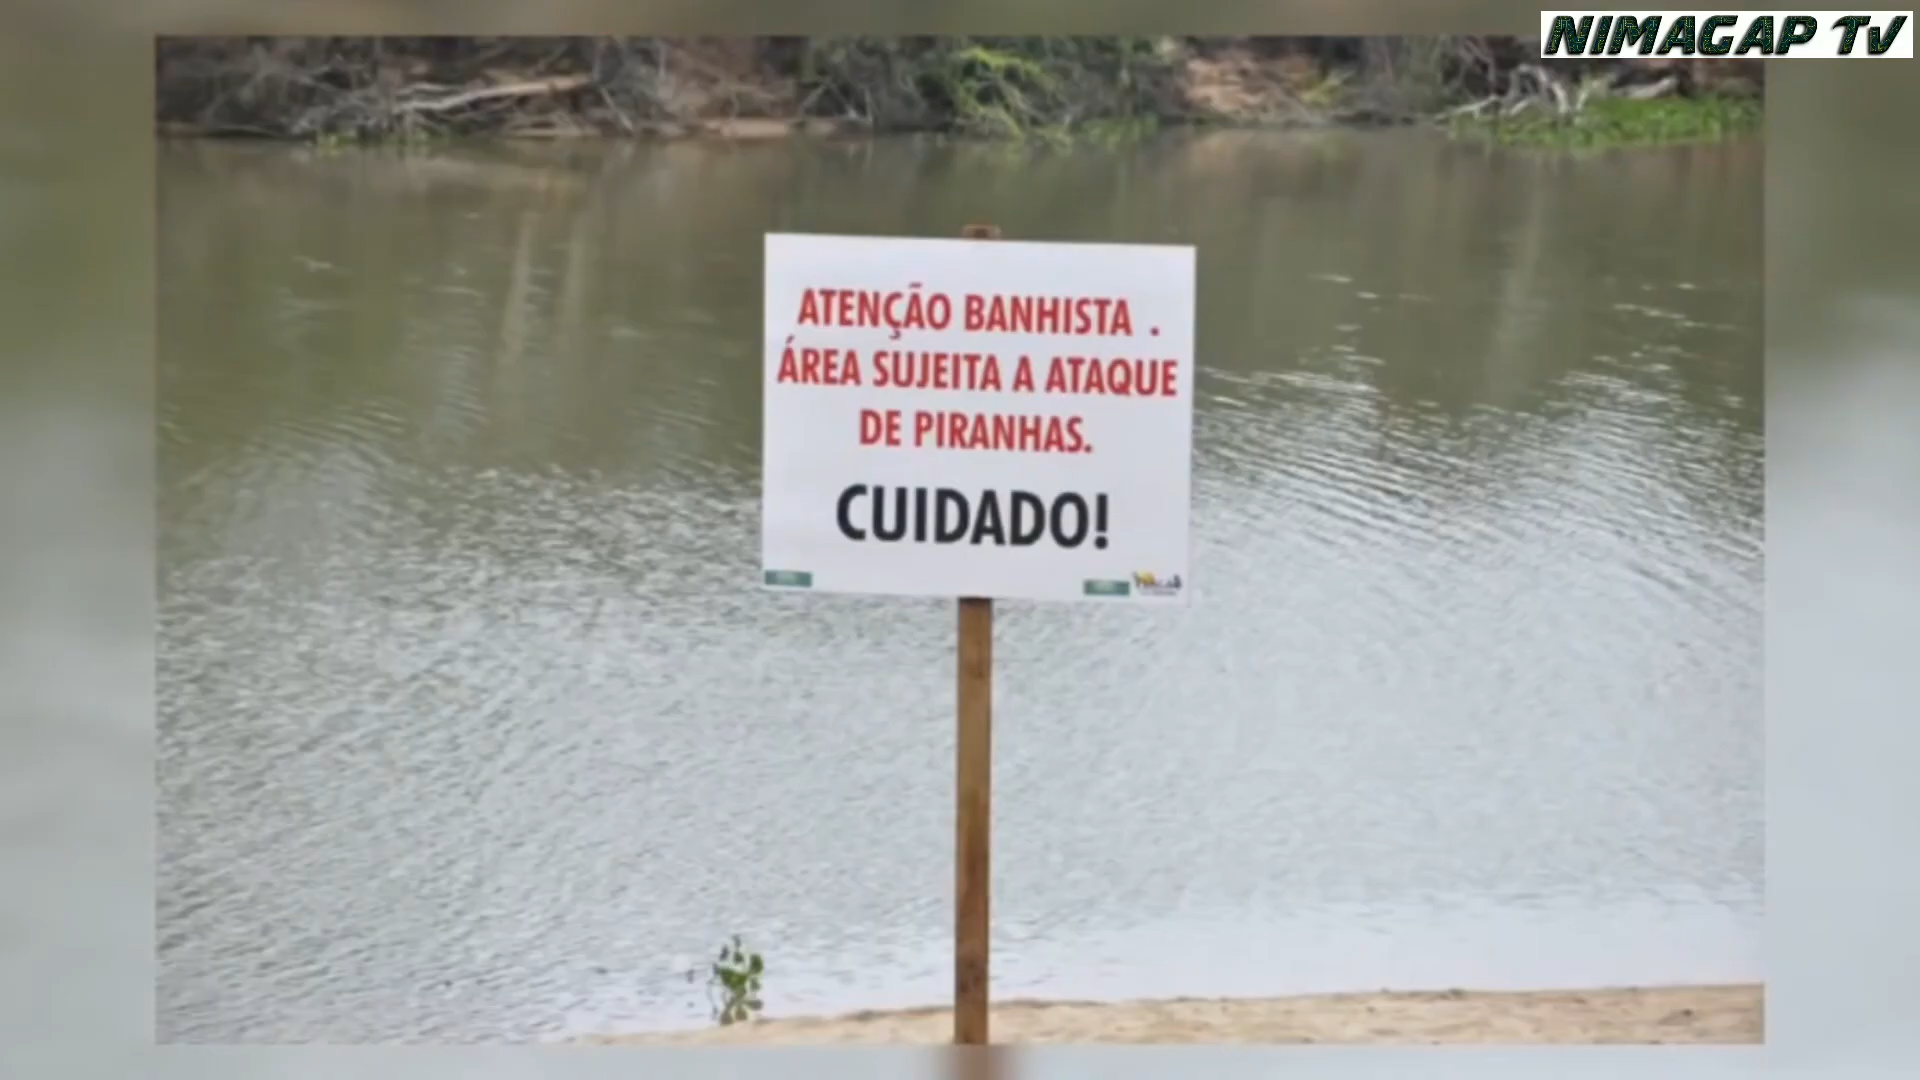 NIMAGAP TV
ATENÇÃO BANHISTA .
ÁREA SUJEITA A ATAQUE
DE PIRANHAS.
CUIDADO!